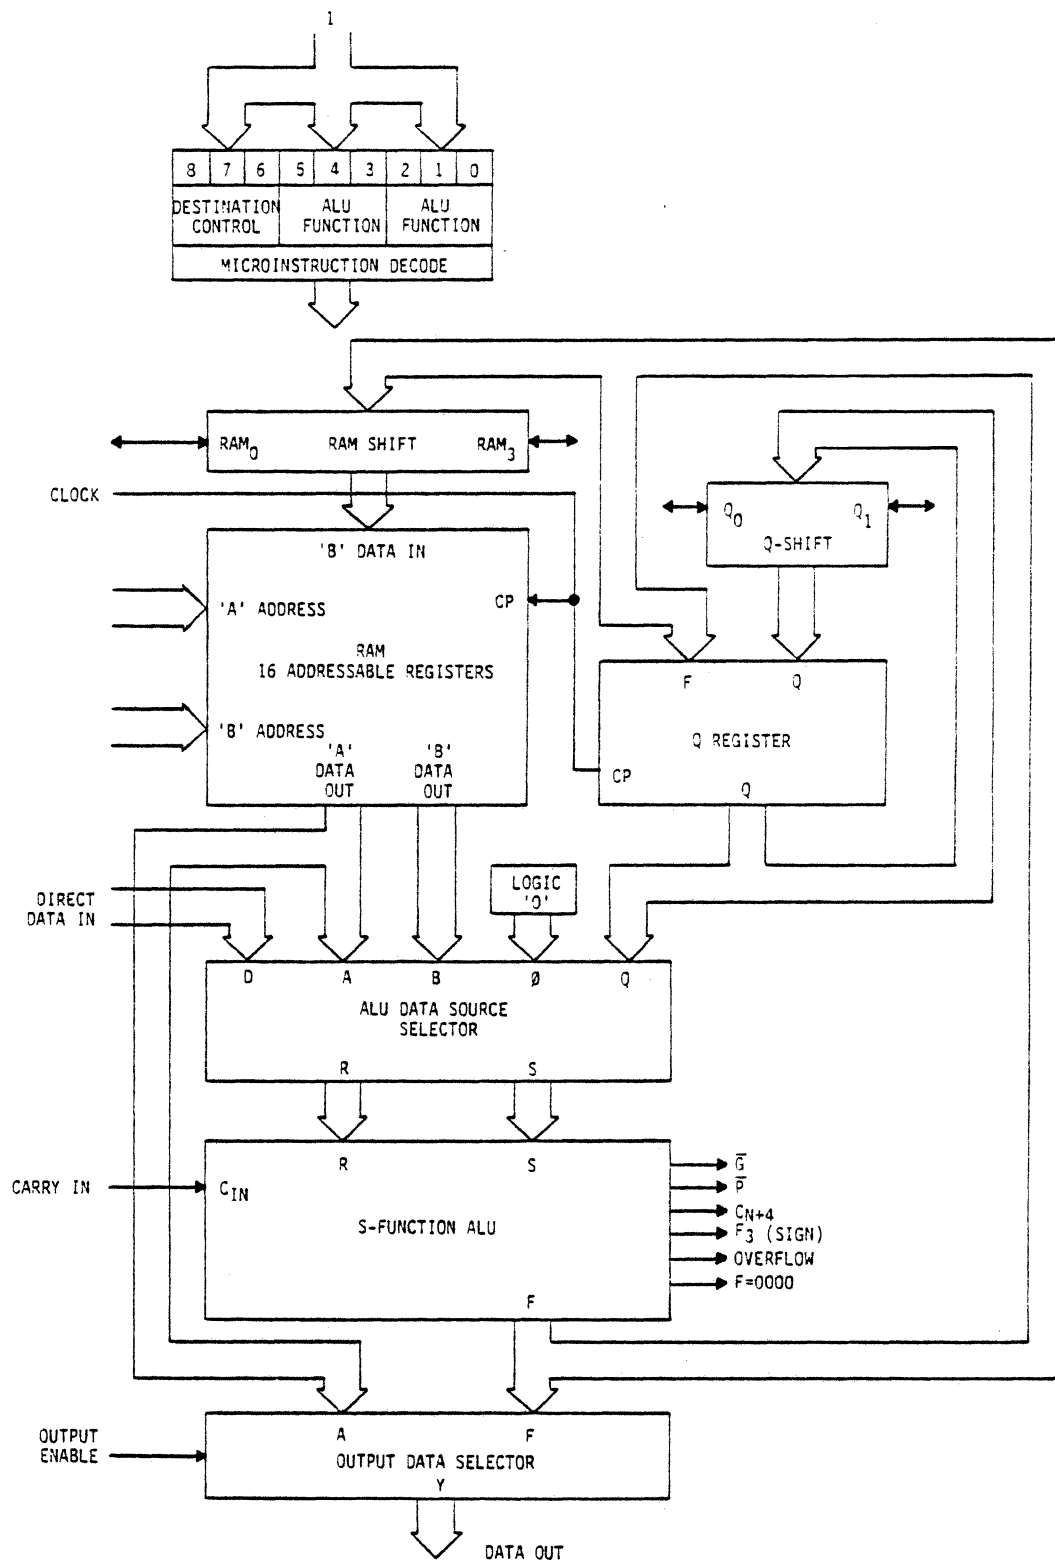 1
8 7 6 5 4 3 2 1 0
DESTINATION CONTROL
ALU FUNCTION
ALU FUNCTION
MICROINSTRUCTION DECODE
RAM0 RAM SHIFT RAM3
CLOCK
Q0 Q1
Q-SHIFT
'B' DATA IN
'A' ADDRESS
CP
RAM
16 ADDRESSABLE REGISTERS
'B' ADDRESS
'A'
DATA
OUT
'B'
DATA
OUT
F Q
Q REGISTER
CP
Q
DIRECT
DATA IN
LOGIC
'0'
D A B Ø Q
ALU DATA SOURCE
SELECTOR
R S
R S
CARRY IN
CIN
S-FUNCTION ALU
F
G̅
P̅
CN+4
F3 (SIGN)
OVERFLOW
F=0000
OUTPUT
ENABLE
A F
OUTPUT DATA SELECTOR
Y
DATA OUT